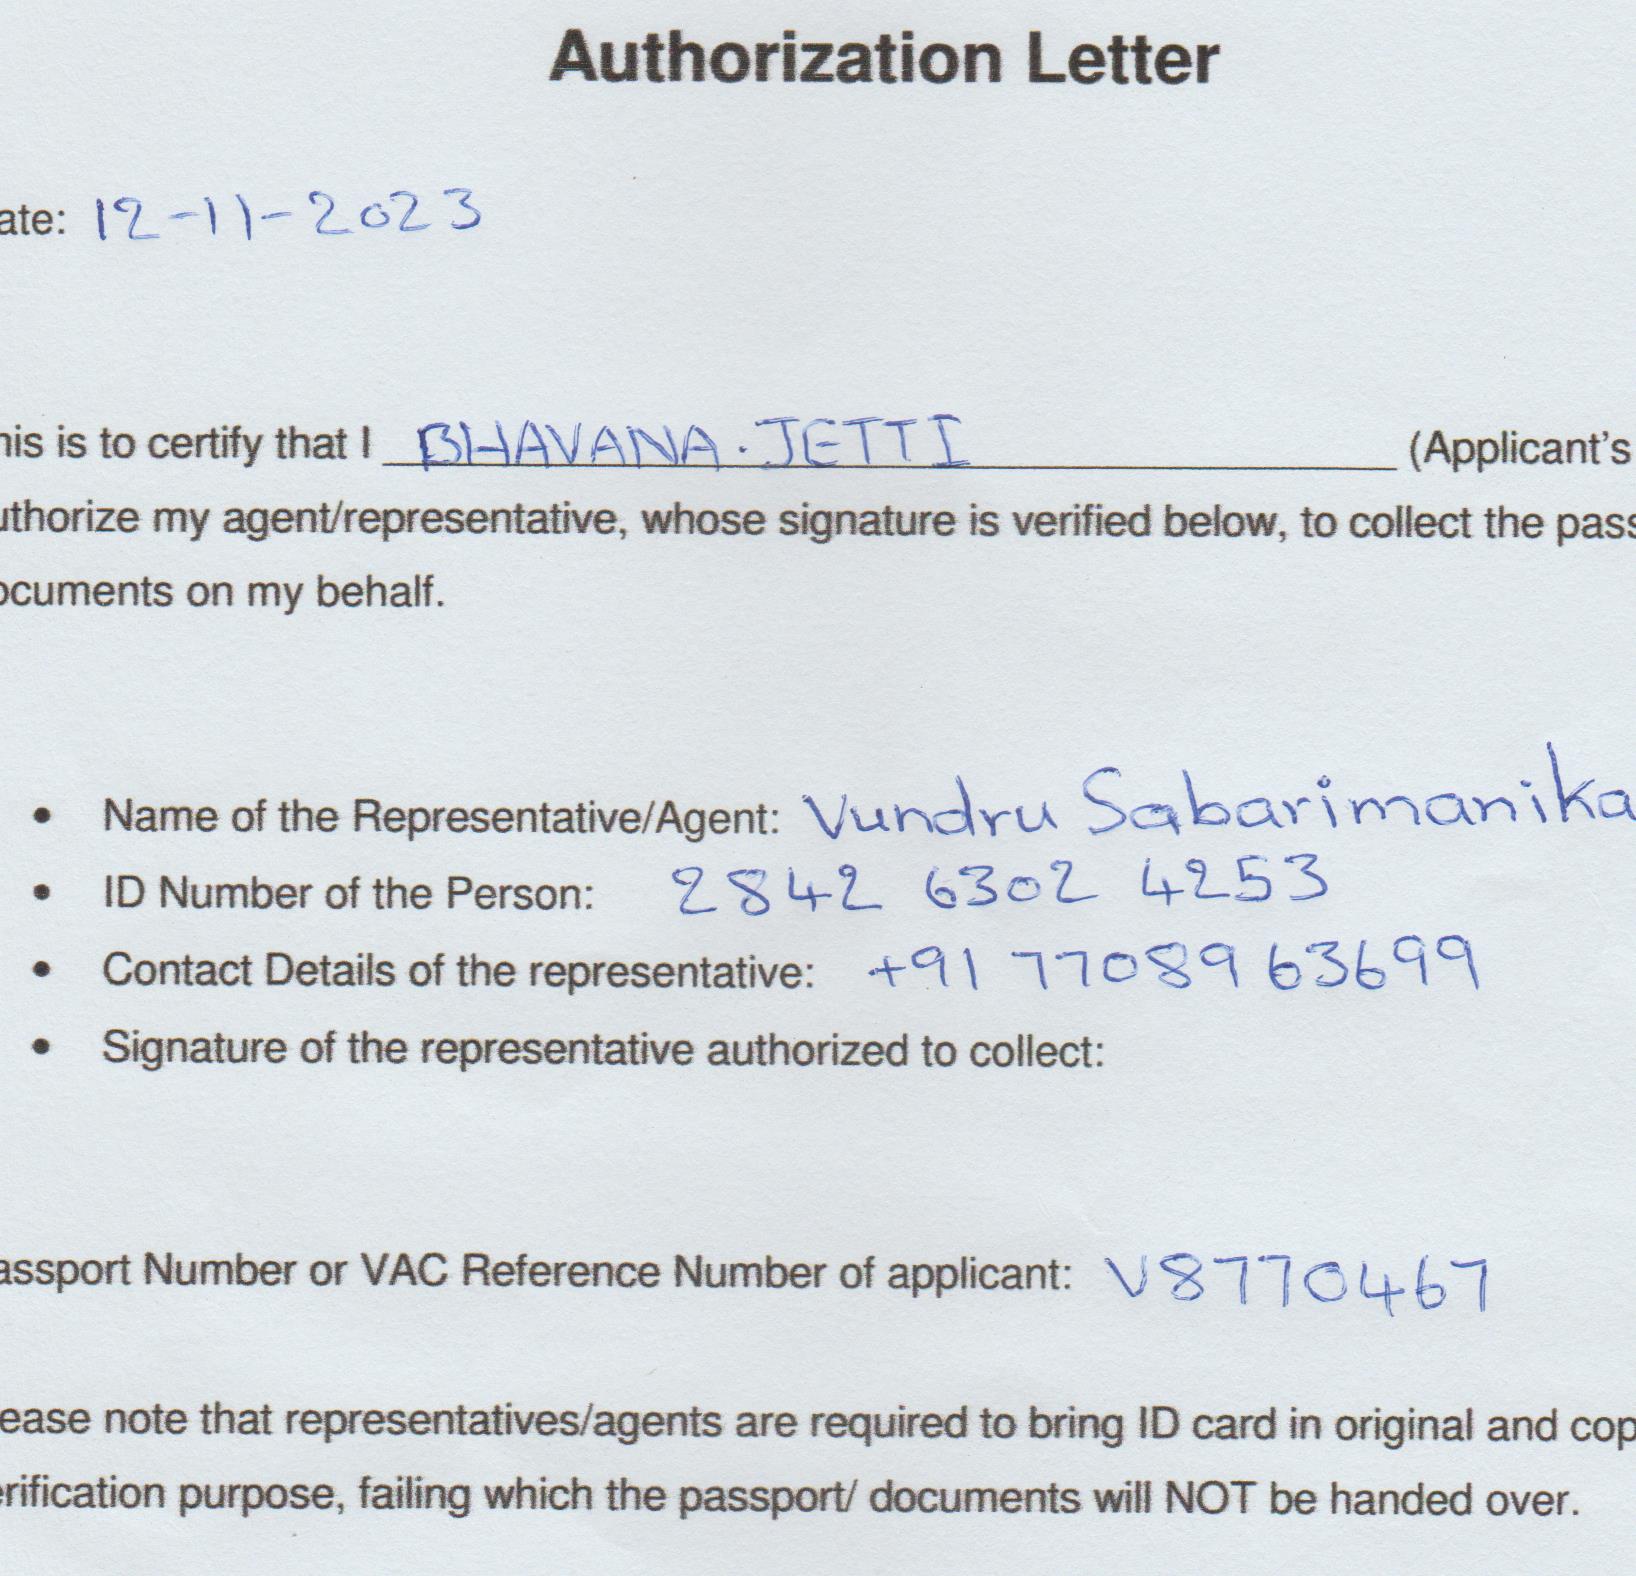 Authorization Letter
ate: 12-11-2023
his is to certify that I BHAVANA.JETTI (Applicant's
uthorize my agent/representative, whose signature is verified below, to collect the pass
ocuments on my behalf.
• Name of the Representative/Agent: Vundru Sabarimanika
• ID Number of the Person: 2842 6302 4253
• Contact Details of the representative: +91 7708963699
• Signature of the representative authorized to collect:
assport Number or VAC Reference Number of applicant: V8770467
ease note that representatives/agents are required to bring ID card in original and cop
erification purpose, failing which the passport/ documents will NOT be handed over.